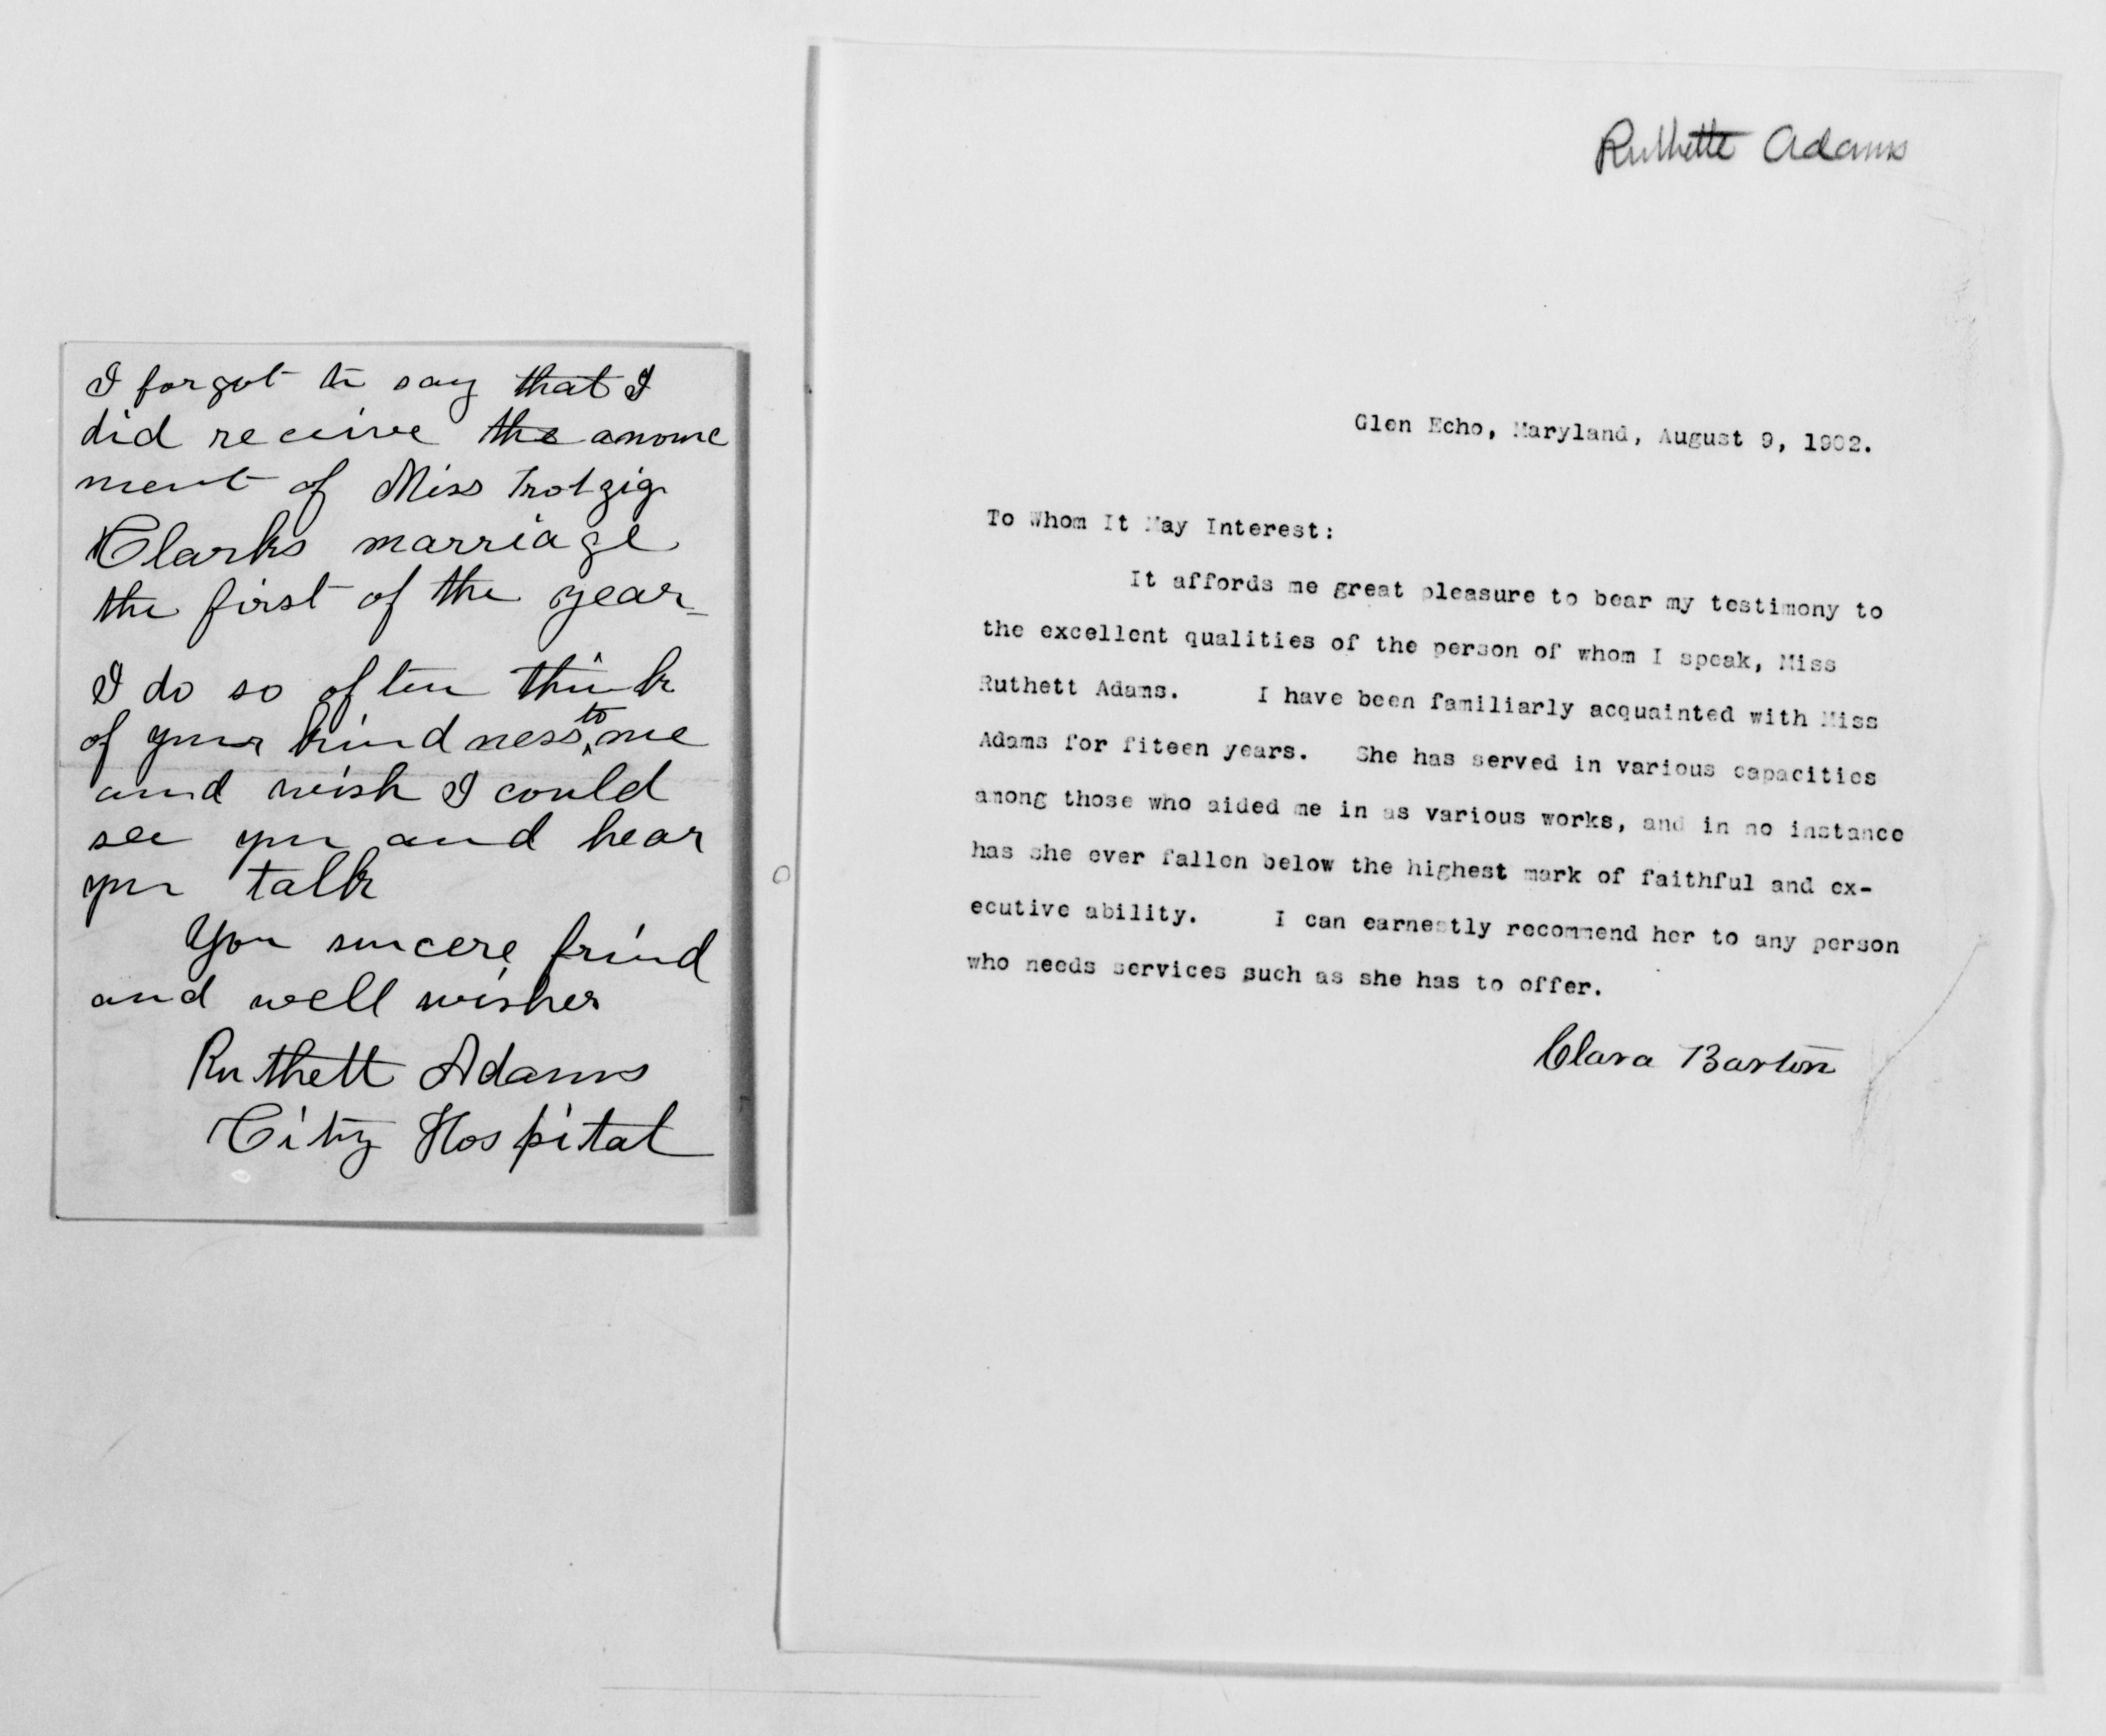 I forgot to say that I
did receive the anounc
ment of Miss Trotzig
Clarks marriage
the first of the year
I do so often think
of your kindness to me
and wish I could
see you and hear
you talk
You sincere frind
and well wisher
Ruthett Adams
City Hospital
Ruthette Adams
Glen Echo, Maryland, August 9, 1902.
To Whom It May Interest:
It affords me great pleasure to bear my testimony to
the excellent qualities of the person of whom I speak, Miss
Ruthett Adams. I have been familiarly acquainted with Miss
Adams for fiteen years. She has served in various capacities
among those who aided me in as various works, and in no instance
has she ever fallen below the highest mark of faithful and ex-
ecutive ability. I can earnestly recommend her to any person
who needs services such as she has to offer.
Clara Barton